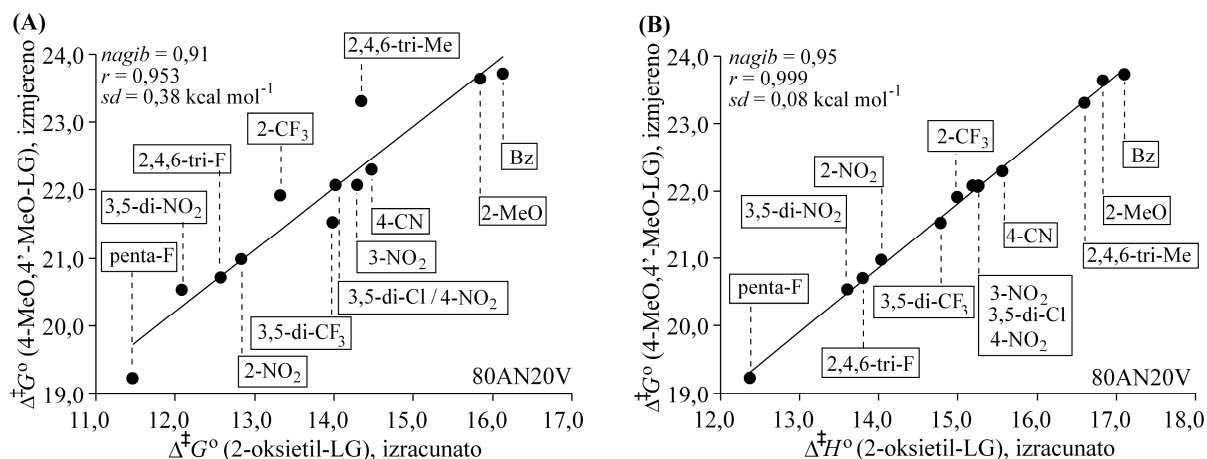 (A)
Δ‡G° (4-MeO,4’-MeO-LG), izmjereno
24,0
23,0
22,0
21,0
20,0
19,0
nagib = 0,91
r = 0,953
sd = 0,38 kcal mol⁻¹
2,4,6-tri-Me
2-CF₃
2,4,6-tri-F
3,5-di-NO₂
penta-F
Bz
2-MeO
4-CN
3-NO₂
3,5-di-Cl / 4-NO₂
3,5-di-CF₃
2-NO₂
80AN20V
11,0 12,0 13,0 14,0 15,0 16,0 17,0
Δ‡G° (2-oksietil-LG), izracunato
(B)
Δ‡G° (4-MeO,4’-MeO-LG), izmjereno
24,0
23,0
22,0
21,0
20,0
19,0
nagib = 0,95
r = 0,999
sd = 0,08 kcal mol⁻¹
2-CF₃
2-NO₂
3,5-di-NO₂
penta-F
Bz
2-MeO
4-CN
2,4,6-tri-Me
3,5-di-CF₃
3-NO₂
3,5-di-Cl
4-NO₂
2,4,6-tri-F
80AN20V
12,0 13,0 14,0 15,0 16,0 17,0 18,0
Δ‡H° (2-oksietil-LG), izracunato